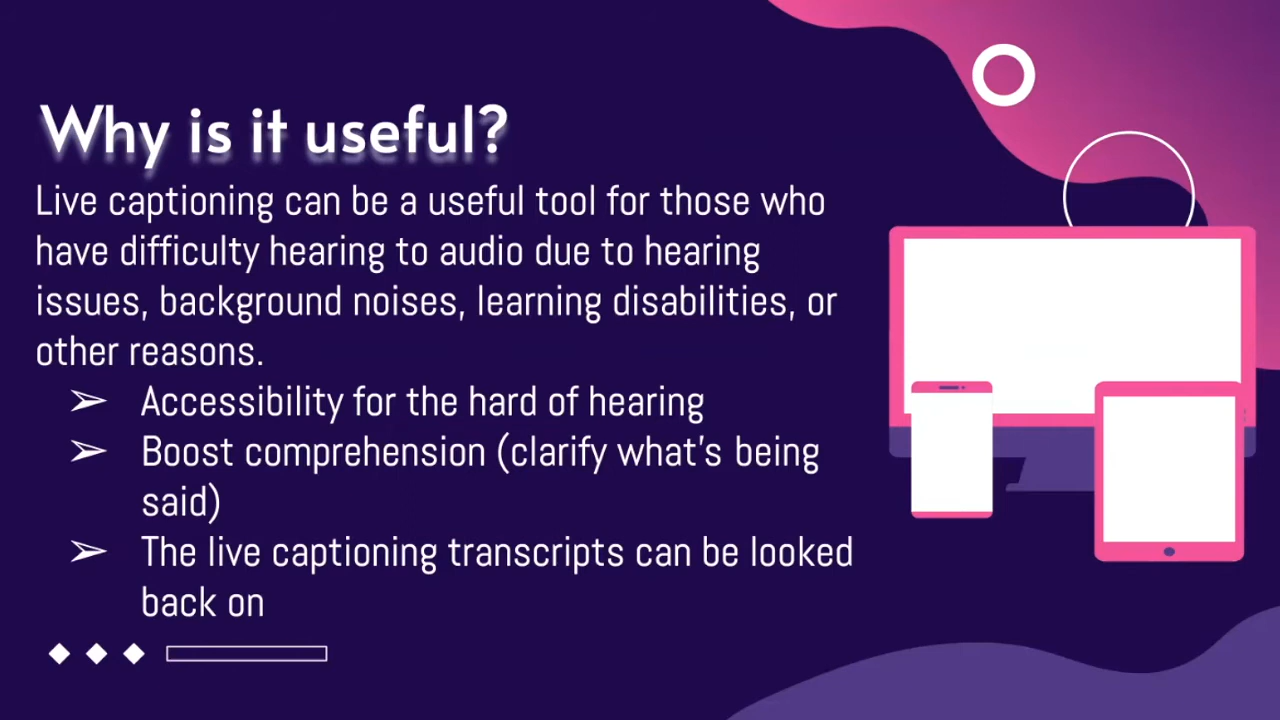 Why is it useful?
Live captioning can be a useful tool for those who
have difficulty hearing to audio due to hearing
issues, background noises, learning disabilities, or
other reasons.
➢ Accessibility for the hard of hearing
➢ Boost comprehension (clarify what's being
said)
➢ The live captioning transcripts can be looked
back on